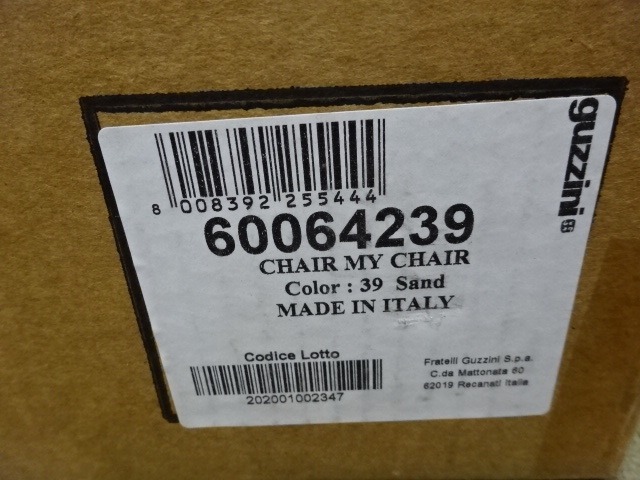 guzzini
8 008392 255444
60064239
CHAIR MY CHAIR
Color : 39 Sand
MADE IN ITALY
Codice Lotto
202001002347
Fratelli Guzzini S.p.a.
C.da Mattonata 60
62019 Recanati Italia